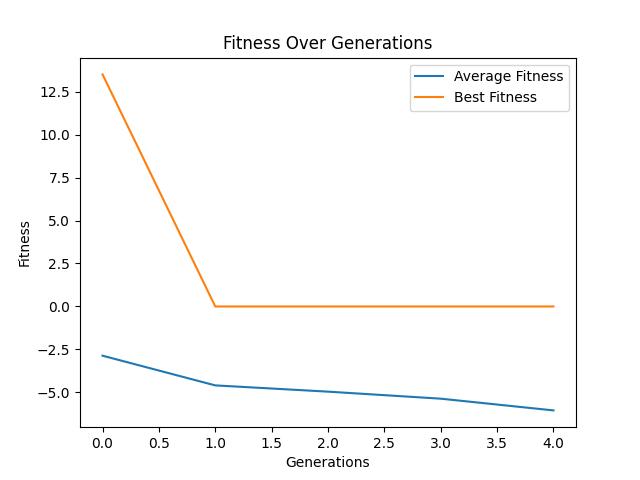 Fitness Over Generations
Average Fitness
Best Fitness
12.5
10.0
7.5
5.0
2.5
0.0
−2.5
−5.0
Fitness
0.0 0.5 1.0 1.5 2.0 2.5 3.0 3.5 4.0
Generations